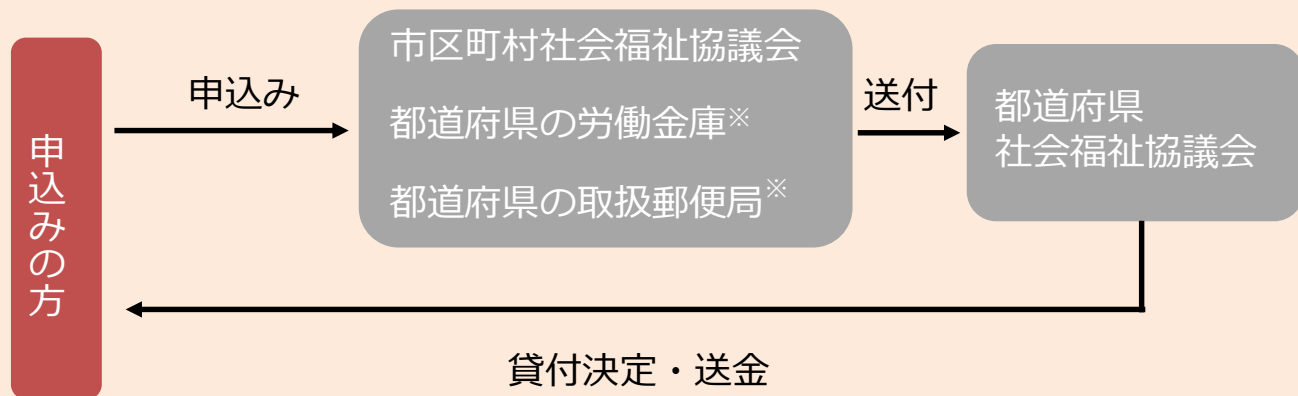 申込みの方
申込み
市区町村社会福祉協議会
都道府県の労働金庫※
都道府県の取扱郵便局※
送付
都道府県
社会福祉協議会
貸付決定・送金